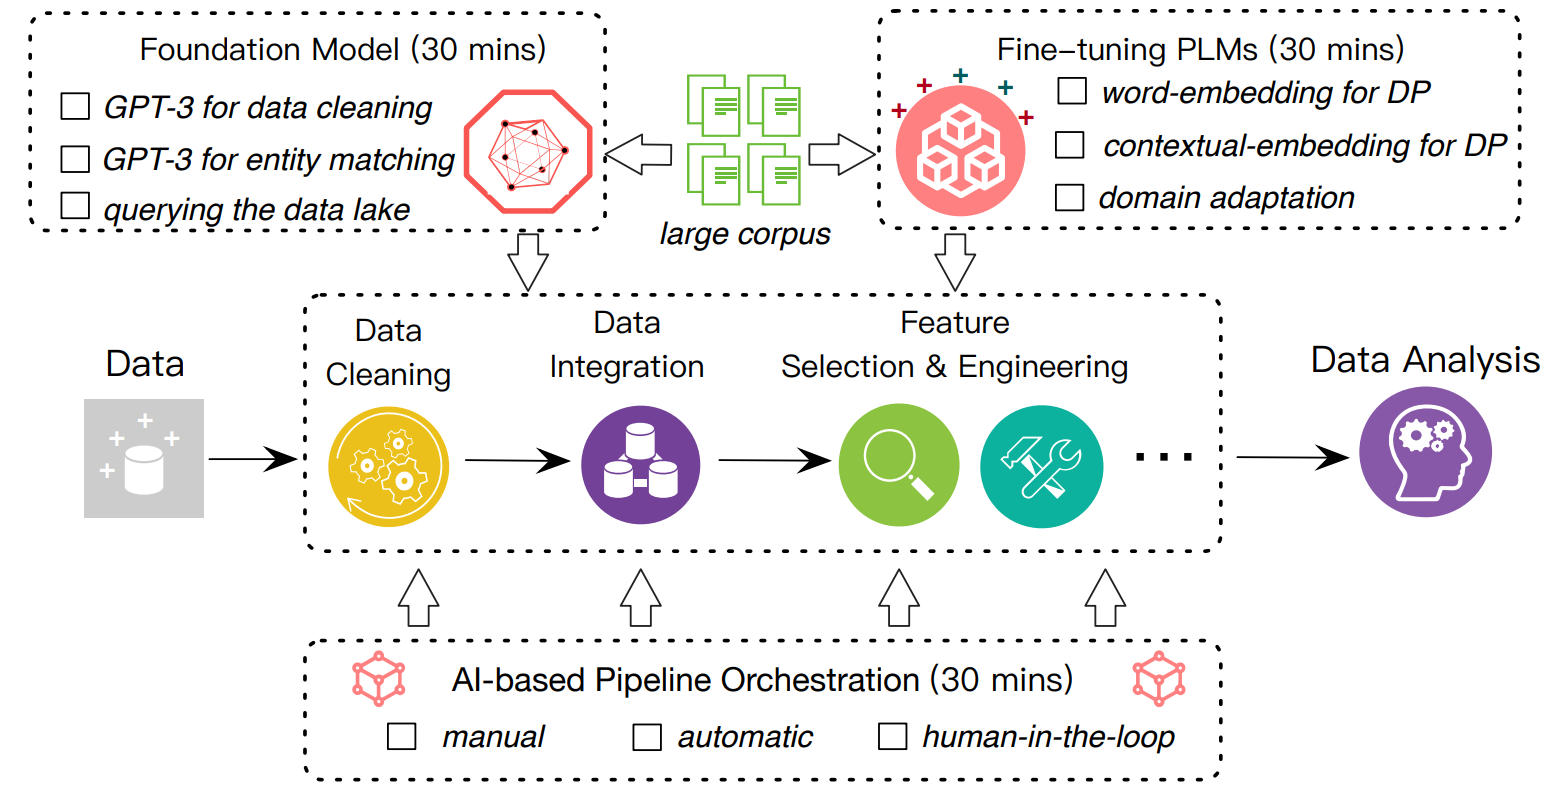 Foundation Model (30 mins)
GPT-3 for data cleaning
GPT-3 for entity matching
querying the data lake
large corpus
Fine-tuning PLMs (30 mins)
word-embedding for DP
contextual-embedding for DP
domain adaptation
Data
Data
Cleaning
Data
Integration
Feature
Selection & Engineering
...
Data Analysis
AI-based Pipeline Orchestration (30 mins)
manual
automatic
human-in-the-loop